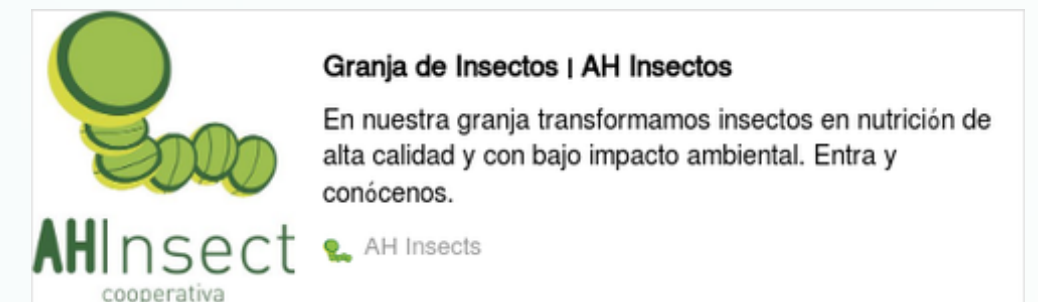 Granja de Insectos | AH Insectos
En nuestra granja transformamos insectos en nutrición de
alta calidad y con bajo impacto ambiental. Entra y
conócenos.
AH Insects
AHInsect
cooperativa